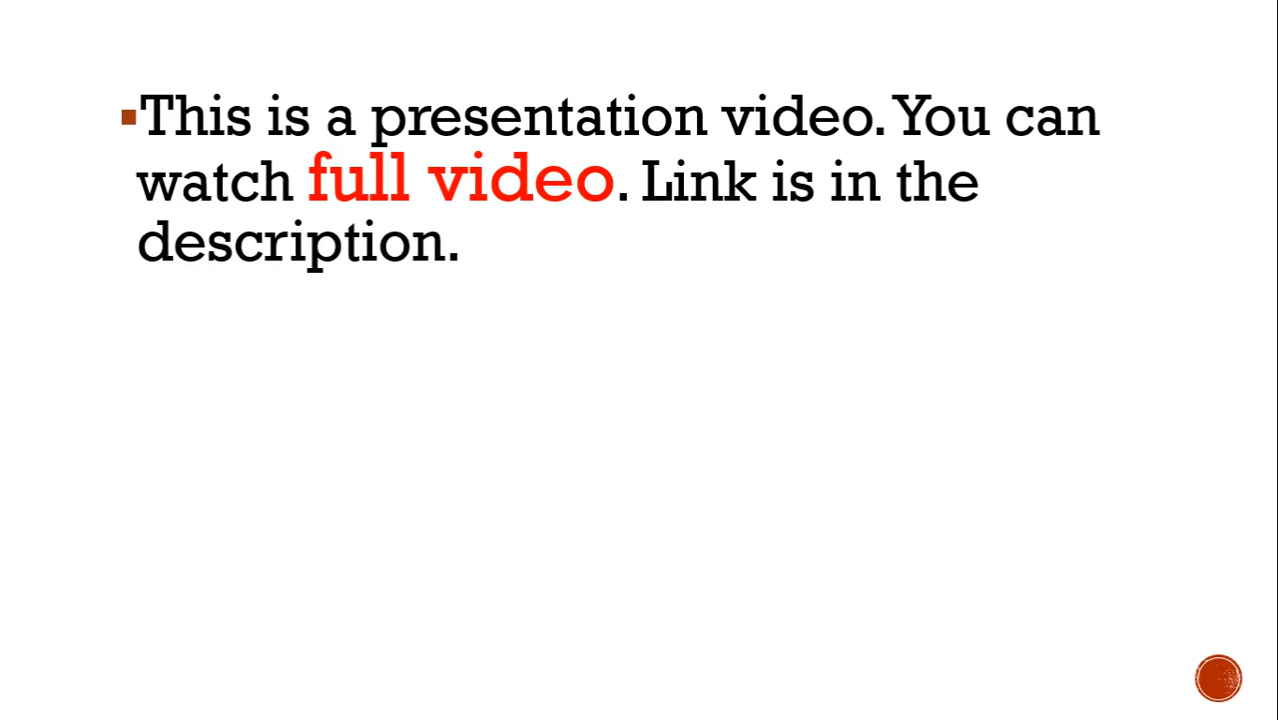 ▪This is a presentation video. You can
watch full video. Link is in the
description.